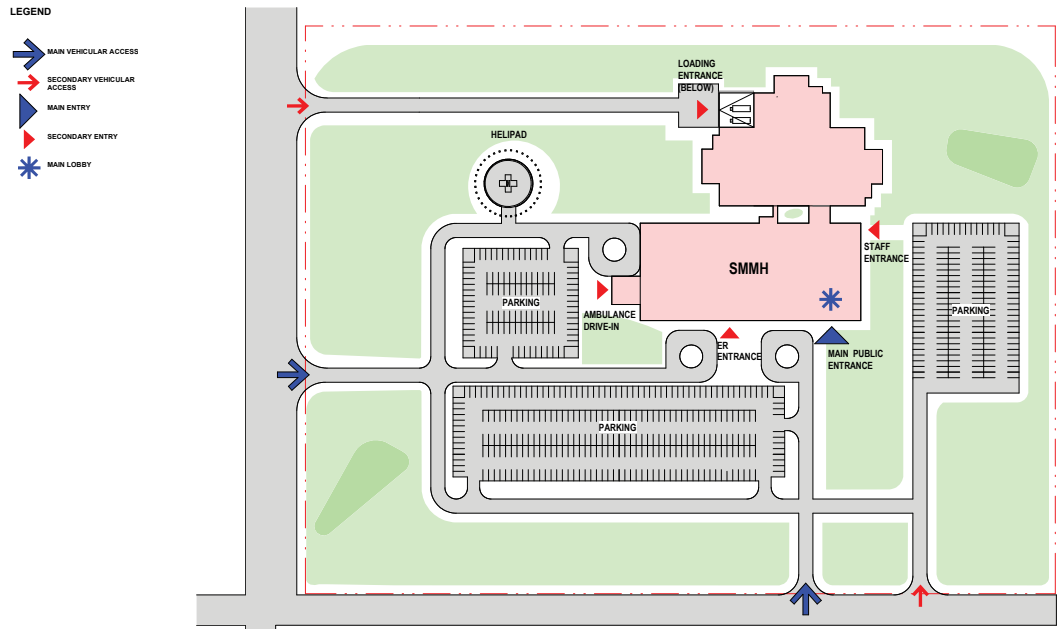 LEGEND
MAIN VEHICULAR ACCESS
SECONDARY VEHICULAR
ACCESS
MAIN ENTRY
SECONDARY ENTRY
MAIN LOBBY
LOADING
ENTRANCE
(BELOW)
HELIPAD
STAFF
ENTRANCE
SMMH
PARKING
PARKING
AMBULANCE
DRIVE-IN
ER
ENTRANCE
MAIN PUBLIC
ENTRANCE
PARKING